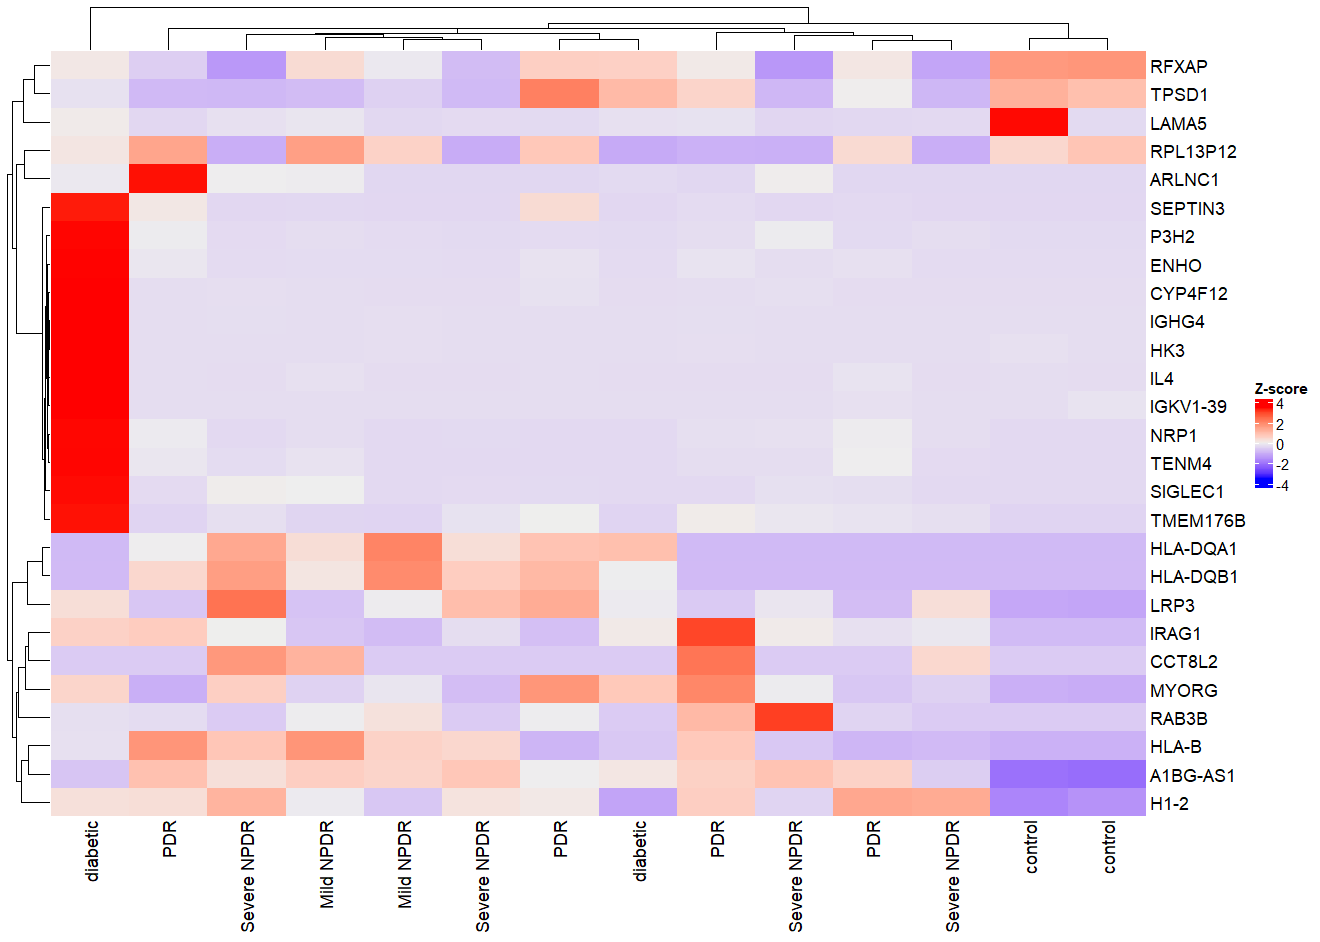 RFXAP
TPSD1
LAMA5
RPL13P12
ARLNC1
SEPTIN3
P3H2
ENHO
CYP4F12
IGHG4
HK3
IL4
IGKV1-39
NRP1
TENM4
SIGLEC1
TMEM176B
HLA-DQA1
HLA-DQB1
LRP3
IRAG1
CCT8L2
MYORG
RAB3B
HLA-B
A1BG-AS1
H1-2
Z-score
4
2
0
-2
-4
diabetic
PDR
Severe NPDR
Mild NPDR
Mild NPDR
Severe NPDR
PDR
diabetic
PDR
Severe NPDR
PDR
Severe NPDR
control
control